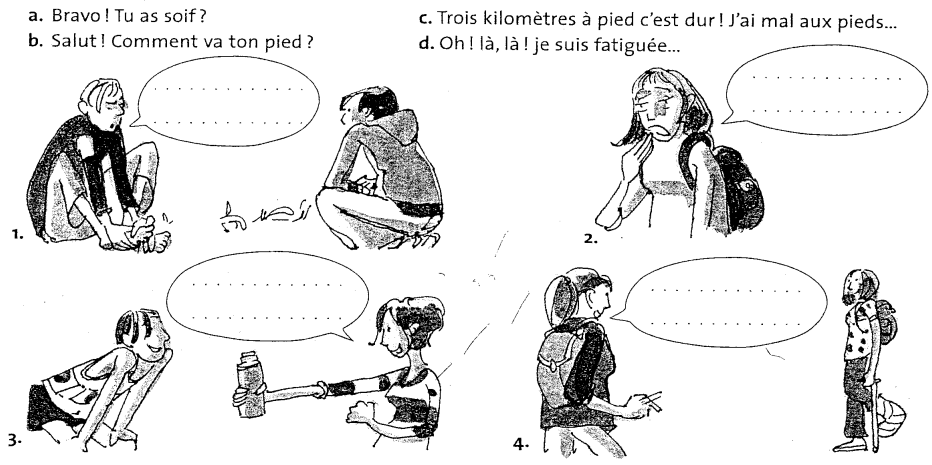 a. Bravo ! Tu as soif ?
b. Salut ! Comment va ton pied ?
c. Trois kilomètres à pied c'est dur ! J'ai mal aux pieds...
d. Oh ! là, là ! je suis fatiguée...
1.
2.
3.
4.